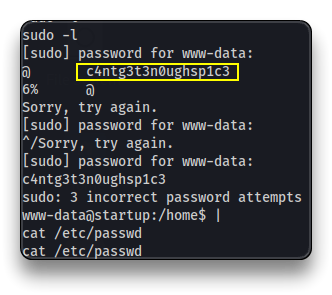 sudo -l
[sudo] password for www-data:
@ c4ntg3t3n0ughsp1c3
6% @
Sorry, try again.
[sudo] password for www-data:
^/Sorry, try again.
[sudo] password for www-data:
c4ntg3t3n0ughsp1c3
sudo: 3 incorrect password attempts
www-data@startup:/home$ |
cat /etc/passwd
cat /etc/passwd